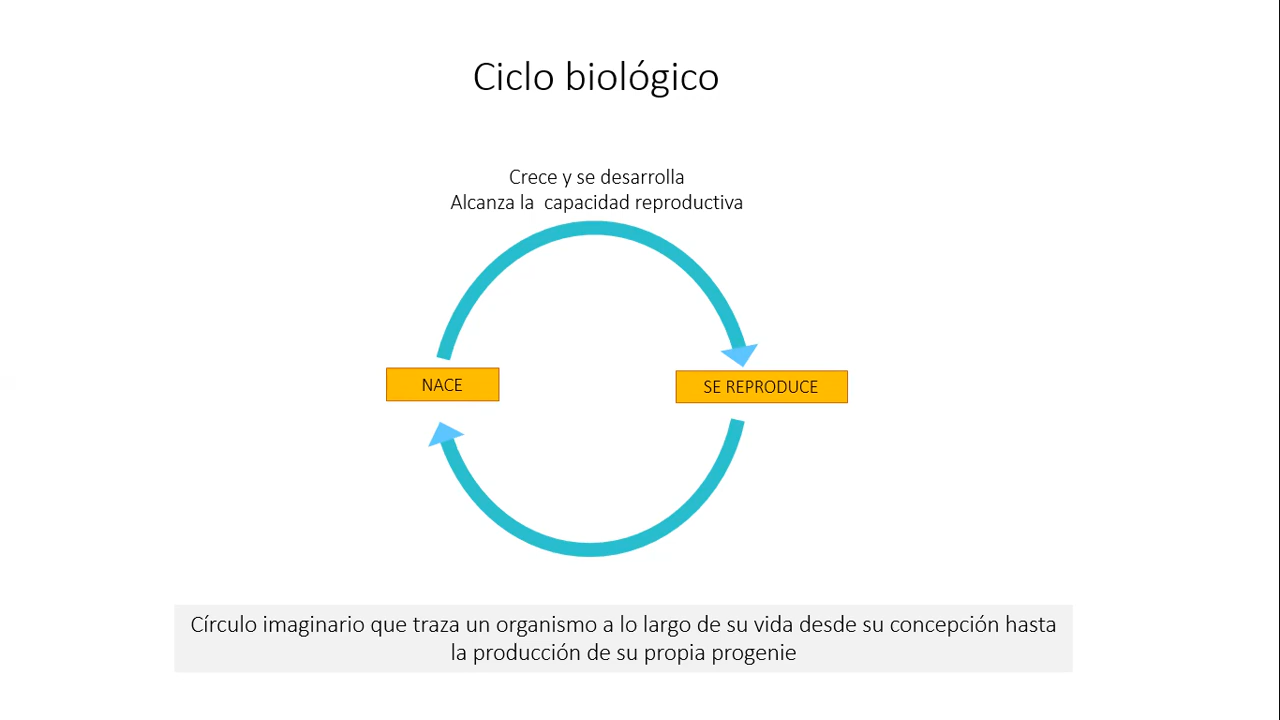 Ciclo biológico
Crece y se desarrolla
Alcanza la  capacidad reproductiva
NACE
SE REPRODUCE
Círculo imaginario que traza un organismo a lo largo de su vida desde su concepción hasta
la producción de su propia progenie